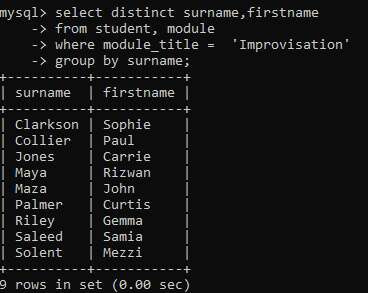 mysql> select distinct surname,firstname
    -> from student, module
    -> where module_title =  'Improvisation'
    -> group by surname;
+----------+-----------+
| surname  | firstname |
+----------+-----------+
| Clarkson | Sophie    |
| Collier  | Paul      |
| Jones    | Carrie    |
| Maya     | Rizwan    |
| Maza     | John      |
| Palmer   | Curtis    |
| Riley    | Gemma     |
| Saleed   | Samia     |
| Solent   | Mezzi     |
+----------+-----------+
9 rows in set (0.00 sec)